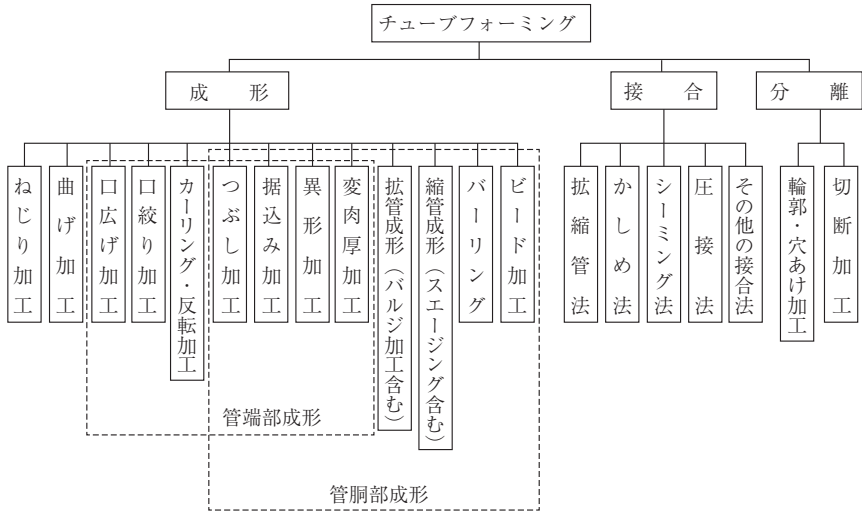 チューブフォーミング
成形
接合
分離
ねじり加工
曲げ加工
口広げ加工
口絞り加工
カーリング・反転加工
つぶし加工
据込み加工
異形加工
変肉厚加工
拡管成形（バルジ加工含む）
縮管成形（スエージング含む）
バーリング
ビード加工
拡縮管法
かしめ法
シーミング法
圧接法
その他の接合法
輪郭・穴あけ加工
切断加工
管端部成形
管胴部成形